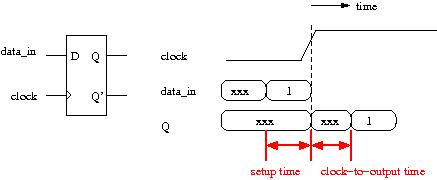 time
data_in D Q clock
clock Q' data_in xxx 1
Q xxx xxx 1
setup time clock-to-output time